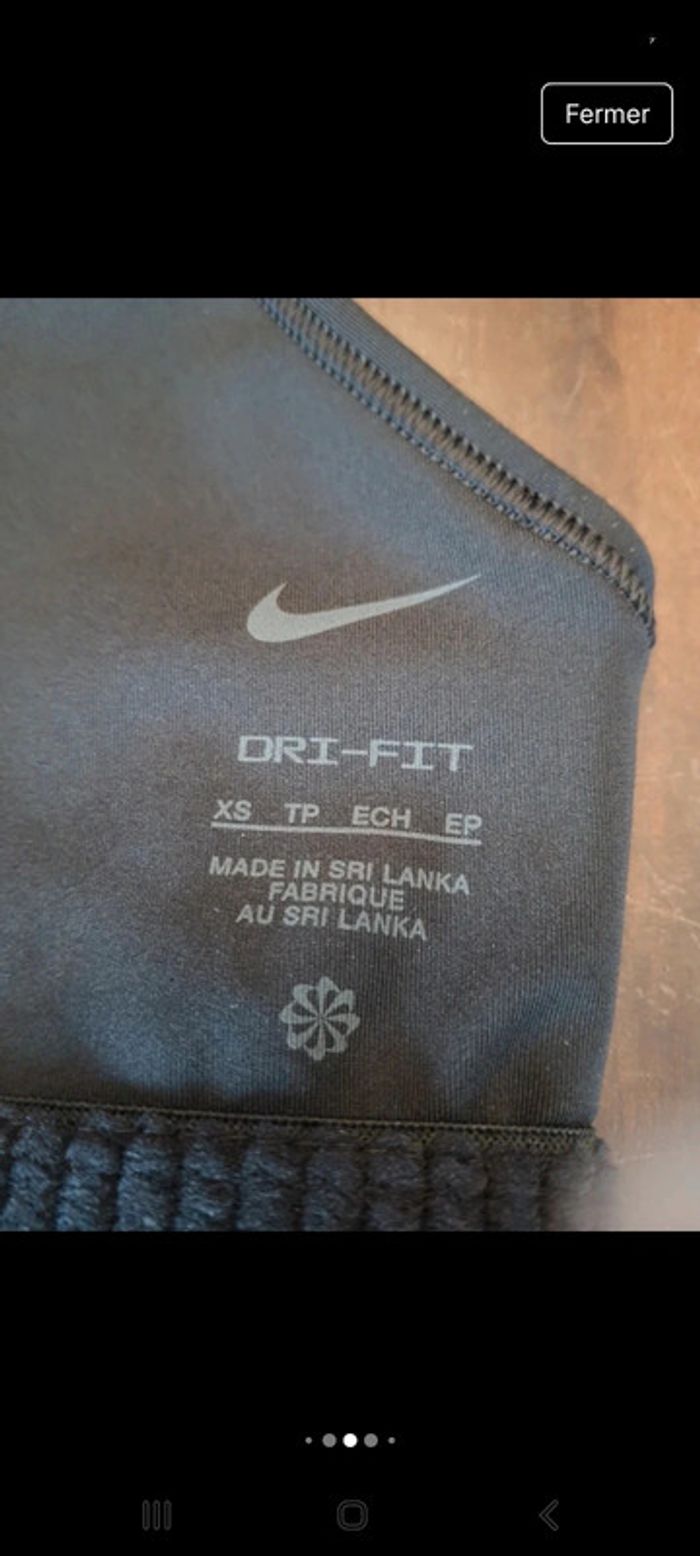 Fermer
DRI-FIT
XS TP ECH EP
MADE IN SRI LANKA
FABRIQUE
AU SRI LANKA